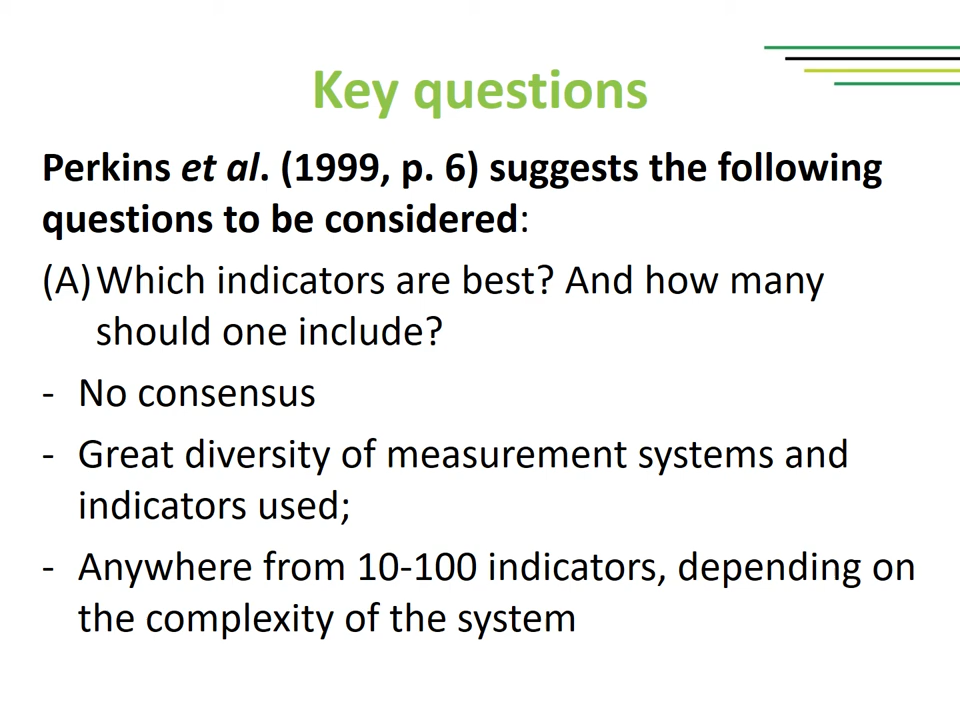 Key questions
Perkins et al. (1999, p. 6) suggests the following
questions to be considered:
(A) Which indicators are best? And how many
should one include?
- No consensus
- Great diversity of measurement systems and
indicators used;
- Anywhere from 10-100 indicators, depending on
the complexity of the system